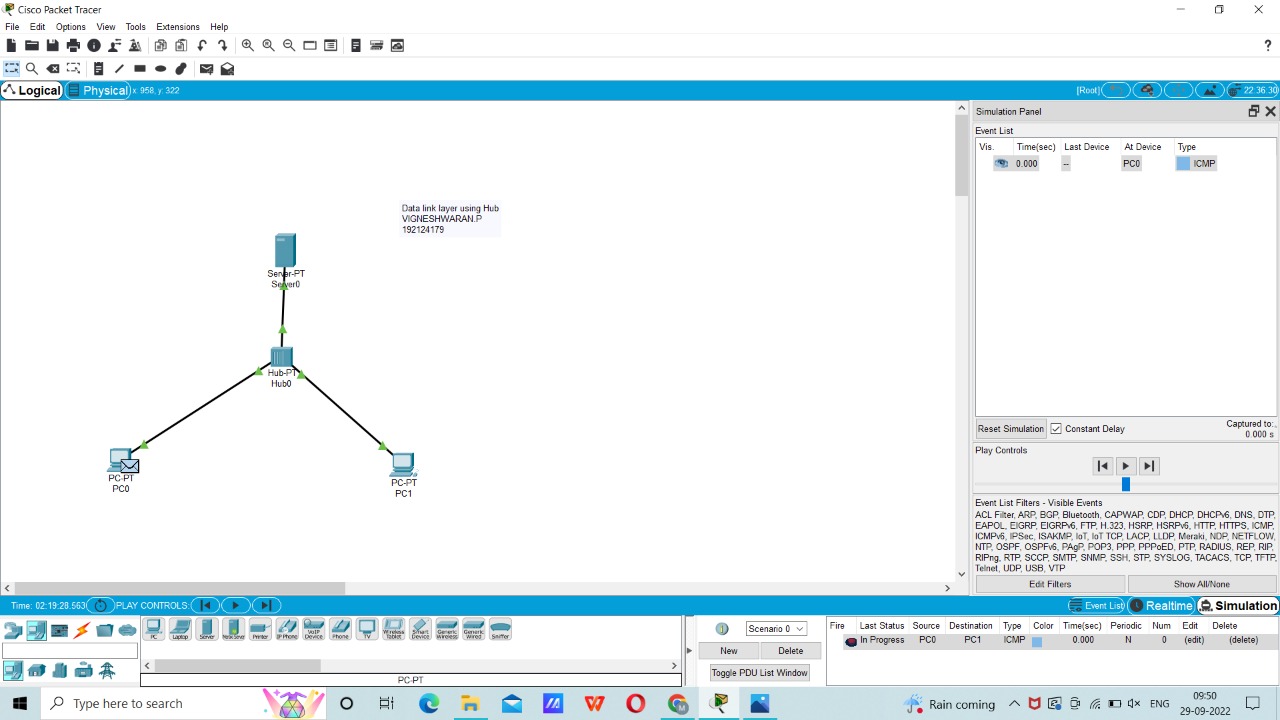 Cisco Packet Tracer
File Edit Options View Tools Extensions Help
?
Logical Physical x: 958, y: 322 [Root] 22:36:30
Simulation Panel
Event List
Vis. Time(sec) Last Device At Device Type
0.000 -- PC0 ICMP
Data link layer using Hub
VIGNESHWARAN.P
192124179
Server-PT
Server0
Hub-PT
Hub0
PC-PT
PC0
PC-PT
PC1
Reset Simulation Constant Delay Captured to:
0.000 s
Play Controls
Event List Filters - Visible Events
ACL Filter, ARP, BGP, Bluetooth, CAPWAP, CDP, DHCP, DHCPv6, DNS, DTP,
EAPOL, EIGRP, EIGRPv6, FTP, H.323, HSRP, HSRPv6, HTTP, HTTPS, ICMP,
ICMPv6, IPSec, ISAKMP, IoT, IoT TCP, LACP, LLDP, Meraki, NDP, NETFLOW,
NTP, OSPF, OSPFv6, PAgP, POP3, PPP, PPPoED, PTP, RADIUS, REP, RIP,
RIPng, RTP, SCCP, SMTP, SNMP, SSH, STP, SYSLOG, TACACS, TCP, TFTP,
Telnet, UDP, USB, VTP
Edit Filters Show All/None
Time: 02:19:28.563 PLAY CONTROLS: Event List Realtime Simulation
PC Laptop Server Printer IP Phone VoIP Device Phone TV Wireless Tablet Smart Device Generic Wireless Generic Wired Sniffer
PC-PT
Scenario 0
New Delete
Toggle PDU List Window
Fire Last Status Source Destination Type Color Time(sec) Periodic Num Edit Delete
In Progress PC0 PC1 ICMP 0.000 N 0 (edit) (delete)
Type here to search
Rain coming ENG
09:50
29-09-2022